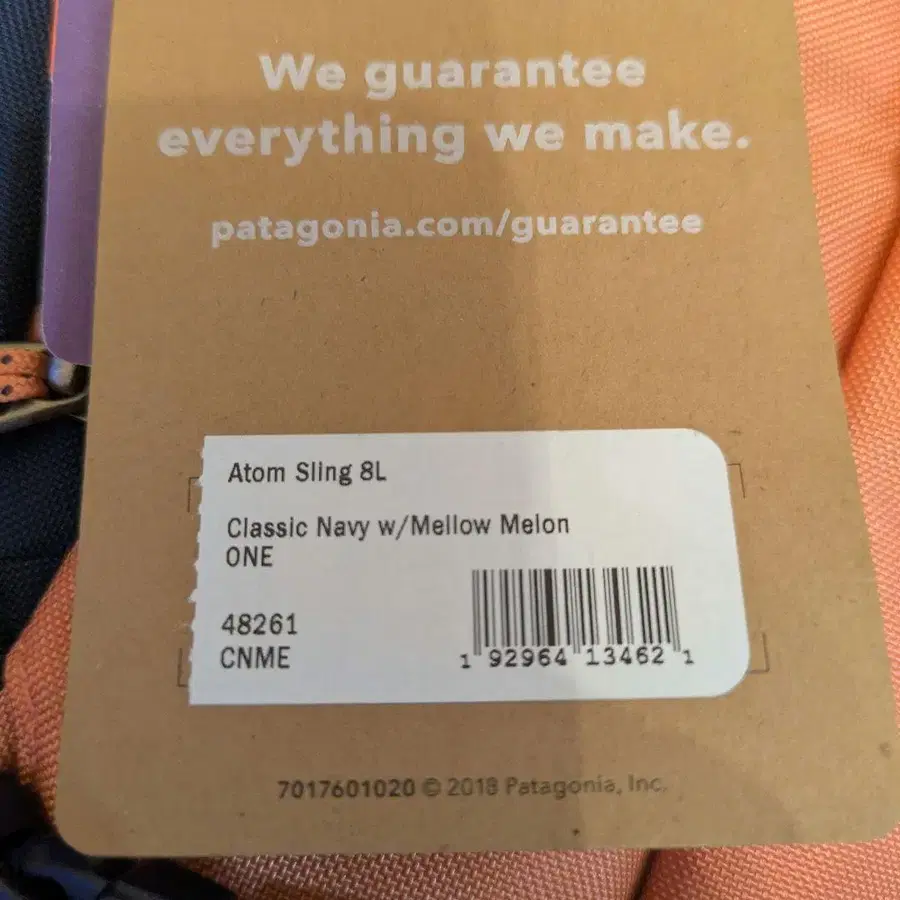 We guarantee
everything we make.
patagonia.com/guarantee
Atom Sling 8L
Classic Navy w/Mellow Melon
ONE
48261
CNME
1 92964 13462 1
7017601020 © 2018 Patagonia, Inc.